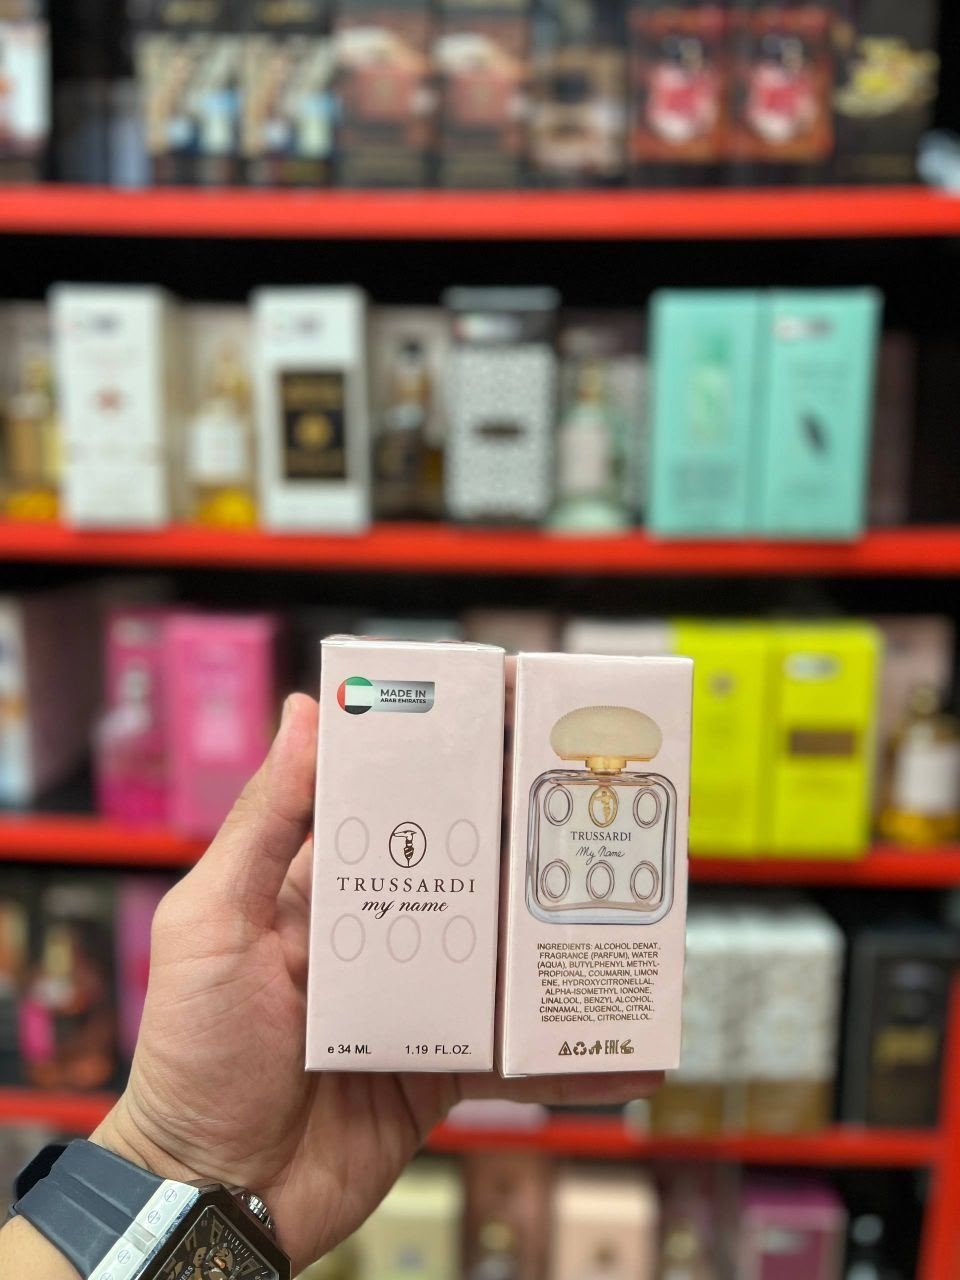 MADE IN
ARAB EMIRATES
TRUSSARDI
my name
e 34 ML 1.19 FL.OZ.
TRUSSARDI
My Name
INGREDIENTS: ALCOHOL DENAT.,
FRAGRANCE (PARFUM), WATER
(AQUA), BUTYLPHENYL METHYL-
PROPIONAL, COUMARIN, LIMON
ENE, HYDROXYCITRONELLAL,
ALPHA-ISOMETHYL IONONE,
LINALOOL, BENZYL ALCOHOL,
CINNAMAL, EUGENOL, CITRAL,
ISOEUGENOL, CITRONELLOL.
EAC